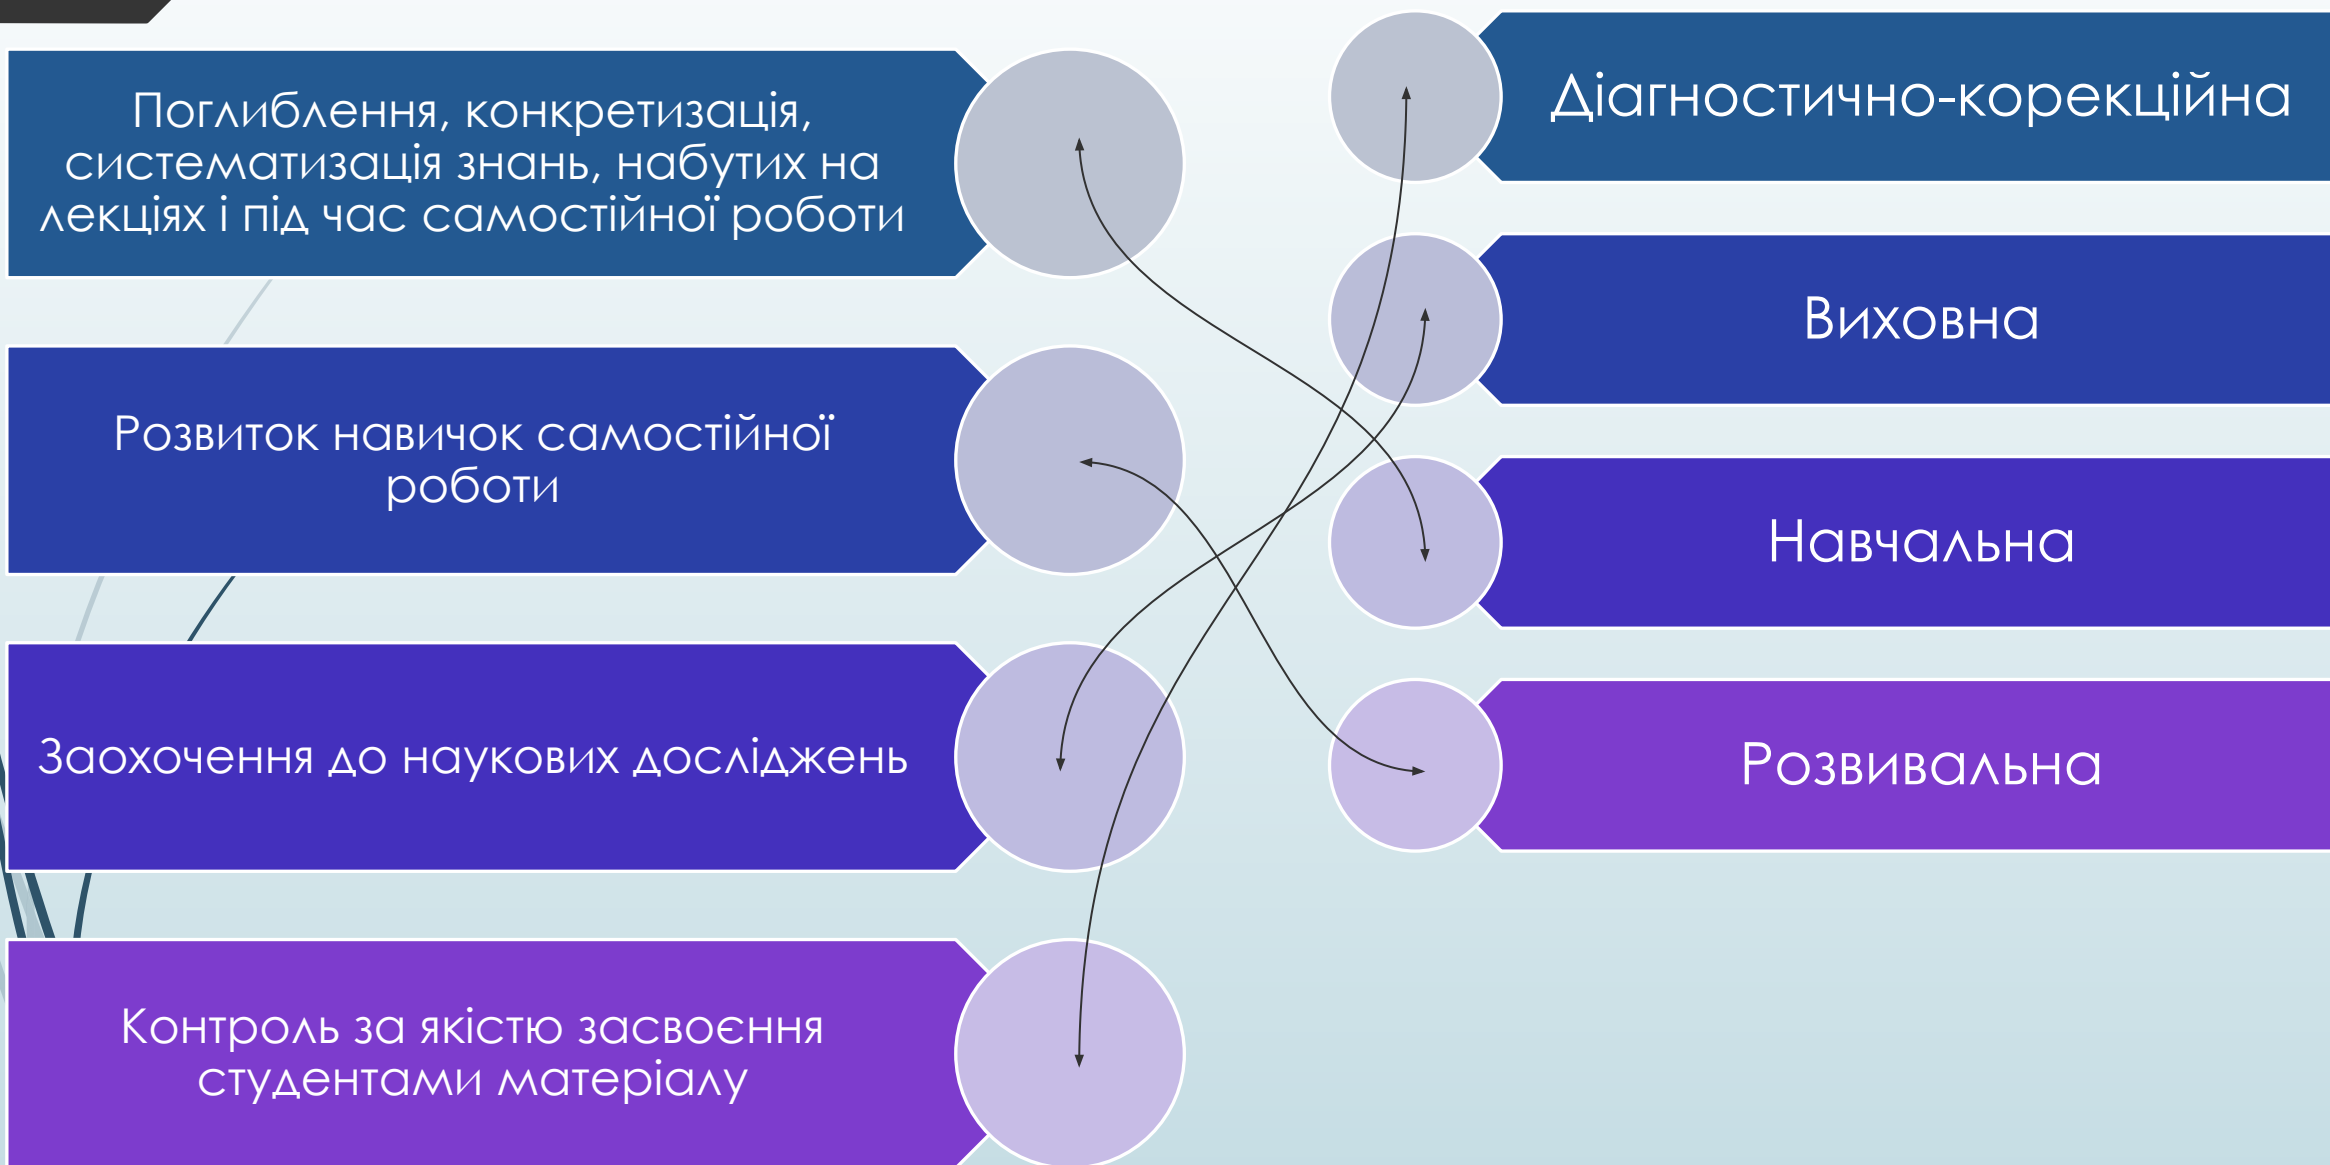 Поглиблення, конкретизація,
систематизація знань, набутих на
лекціях і під час самостійної роботи
Розвиток навичок самостійної
роботи
Заохочення до наукових досліджень
Контроль за якістю засвоєння
студентами матеріалу
Діагностично-корекційна
Виховна
Навчальна
Розвивальна